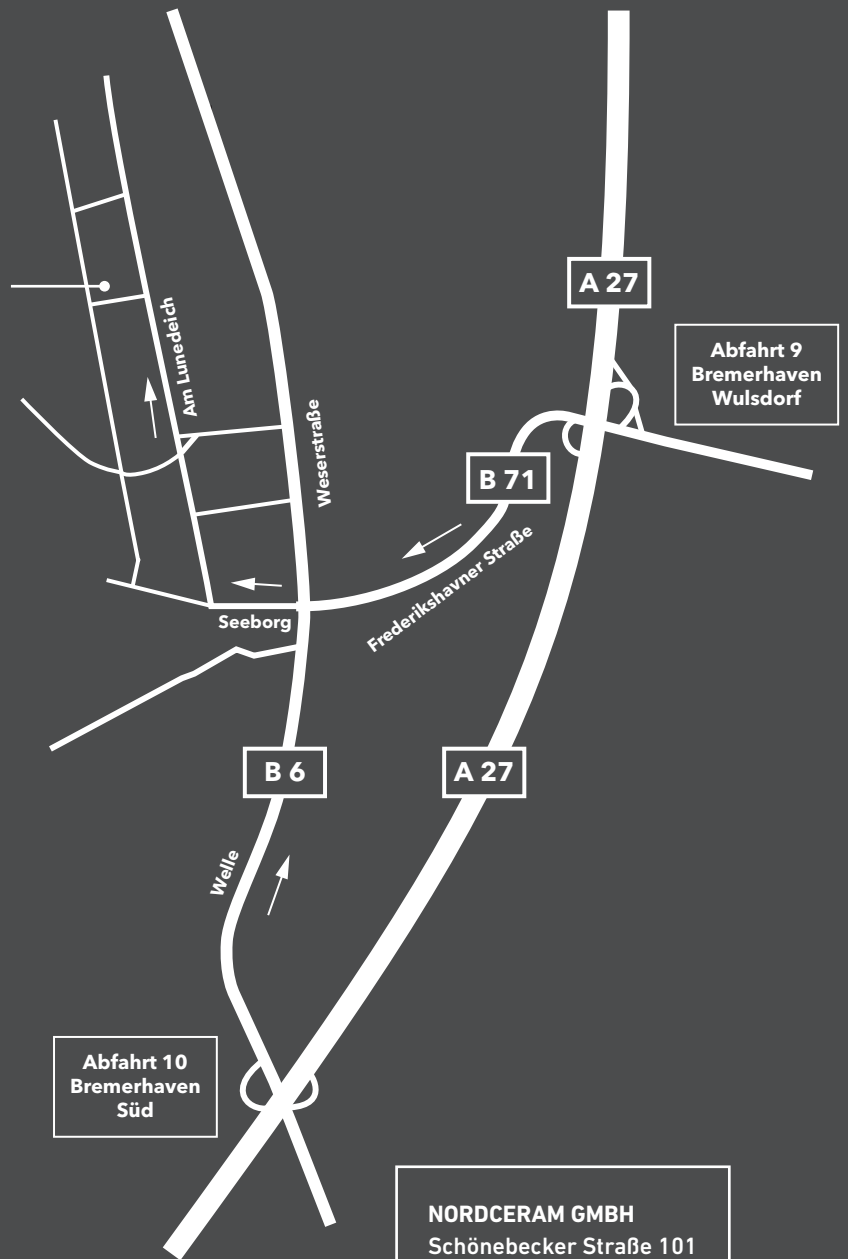 A 27
Abfahrt 9
Bremerhaven
Wulsdorf
Am Lunedeich
Weserstraße
B 71
Frederikshavner Straße
Seeborg
B 6
A 27
Welle
Abfahrt 10
Bremerhaven
Süd
NORDCERAM GMBH
Schönebecker Straße 101